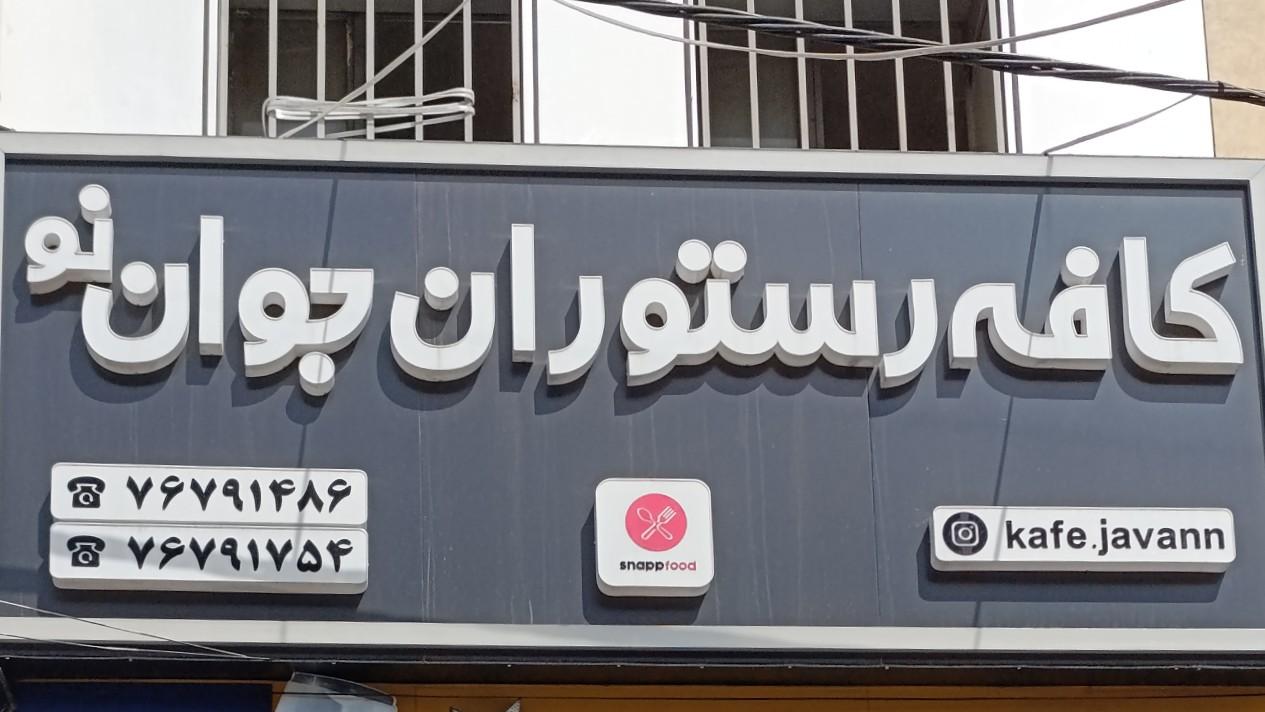 کافه رستوران جوان نو
۷۶۷۹۱۴۸۶
۷۶۷۹۱۷۵۴
snappfood
kafe.javann